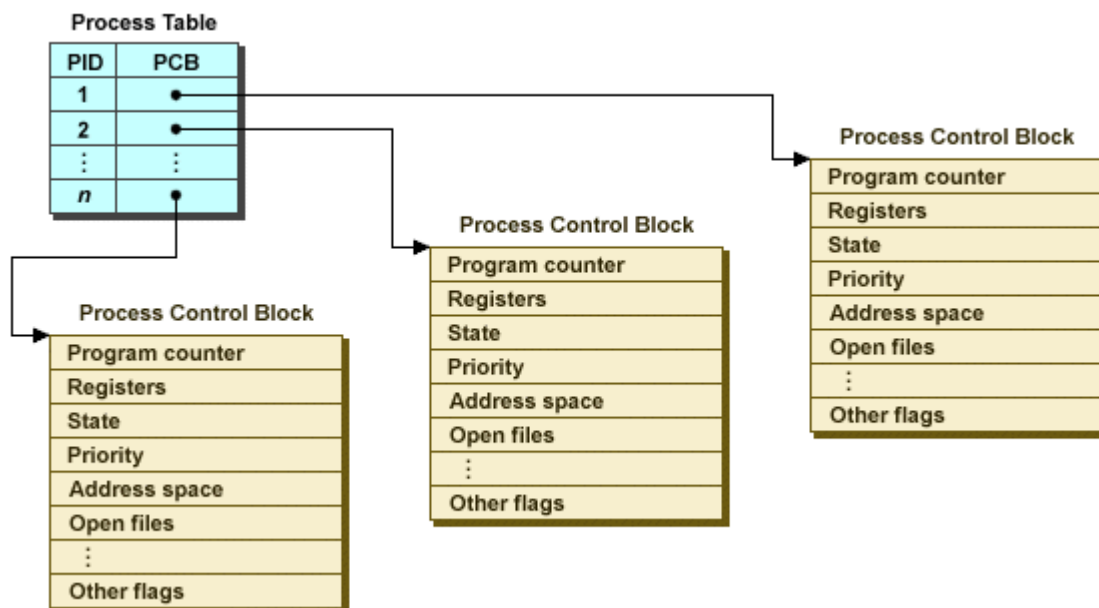 Process Table
PID PCB
1
2
⋮ ⋮
n
Process Control Block
Program counter
Registers
State
Priority
Address space
Open files
⋮
Other flags
Process Control Block
Program counter
Registers
State
Priority
Address space
Open files
⋮
Other flags
Process Control Block
Program counter
Registers
State
Priority
Address space
Open files
⋮
Other flags